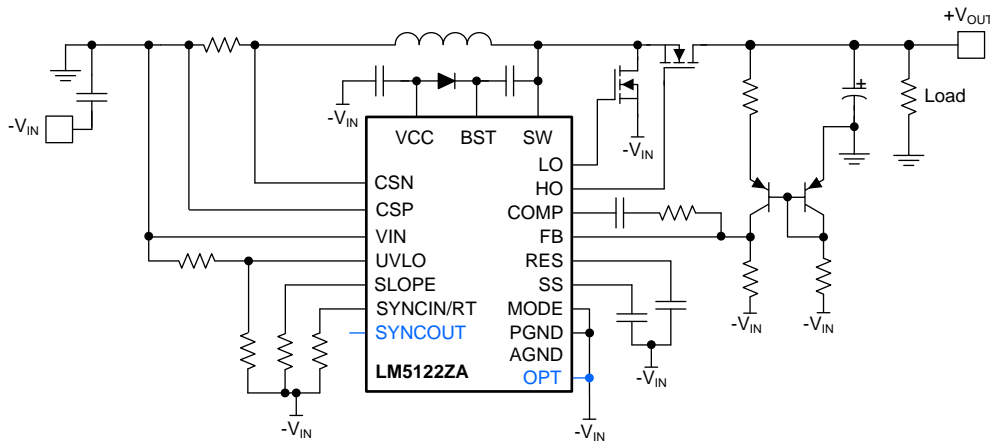 +VOUT
Load
-VIN
-VIN
VCC BST SW
-VIN
LO
HO
COMP
FB
RES
SS
MODE
PGND
AGND
OPT
CSN
CSP
VIN
UVLO
SLOPE
SYNCIN/RT
SYNCOUT
LM5122ZA
-VIN
-VIN
-VIN
-VIN
-VIN